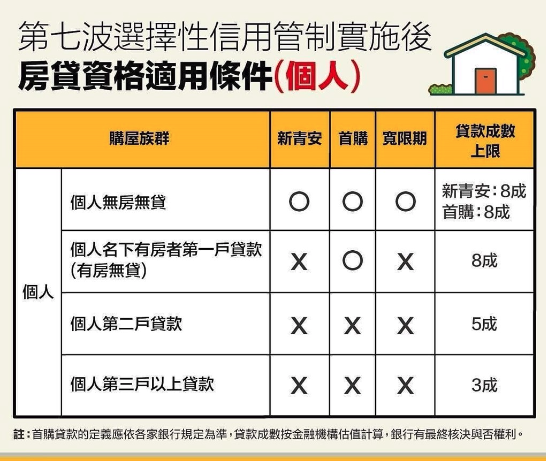 第七波選擇性信用管制實施後
房貸資格適用條件(個人)
購屋族群 新青安 首購 寬限期 貸款成數上限
個人
個人無房無貸 ○ ○ ○ 新青安：8成
首購：8成
個人名下有房者第一戶貸款
(有房無貸) X ○ X 8成
個人第二戶貸款 X X X 5成
個人第三戶以上貸款 X X X 3成
註：首購貸款的定義應依各家銀行規定為準，貸款成數按金融機構估值計算，銀行有最終核決與否權利。